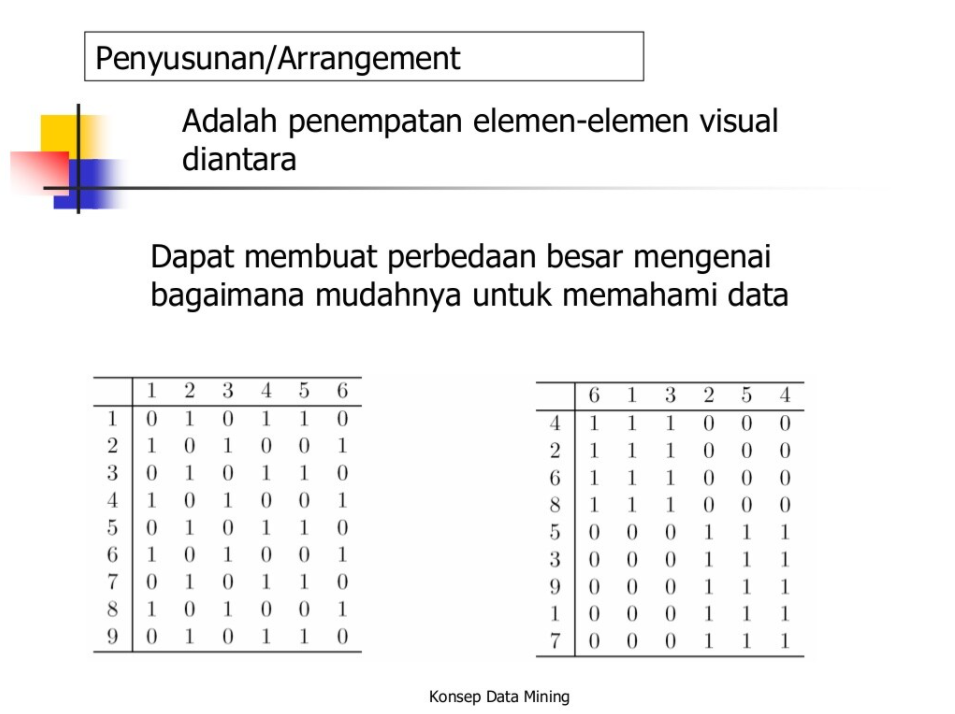 Penyusunan/Arrangement
Adalah penempatan elemen-elemen visual
diantara
Dapat membuat perbedaan besar mengenai
bagaimana mudahnya untuk memahami data
1 2 3 4 5 6
1 0 1 0 1 1 0
2 1 0 1 0 0 1
3 0 1 0 1 1 0
4 1 0 1 0 0 1
5 0 1 0 1 1 0
6 1 0 1 0 0 1
7 0 1 0 1 1 0
8 1 0 1 0 0 1
9 0 1 0 1 1 0
6 1 3 2 5 4
4 1 1 1 0 0 0
2 1 1 1 0 0 0
6 1 1 1 0 0 0
8 1 1 1 0 0 0
5 0 0 0 1 1 1
3 0 0 0 1 1 1
9 0 0 0 1 1 1
1 0 0 0 1 1 1
7 0 0 0 1 1 1
Konsep Data Mining